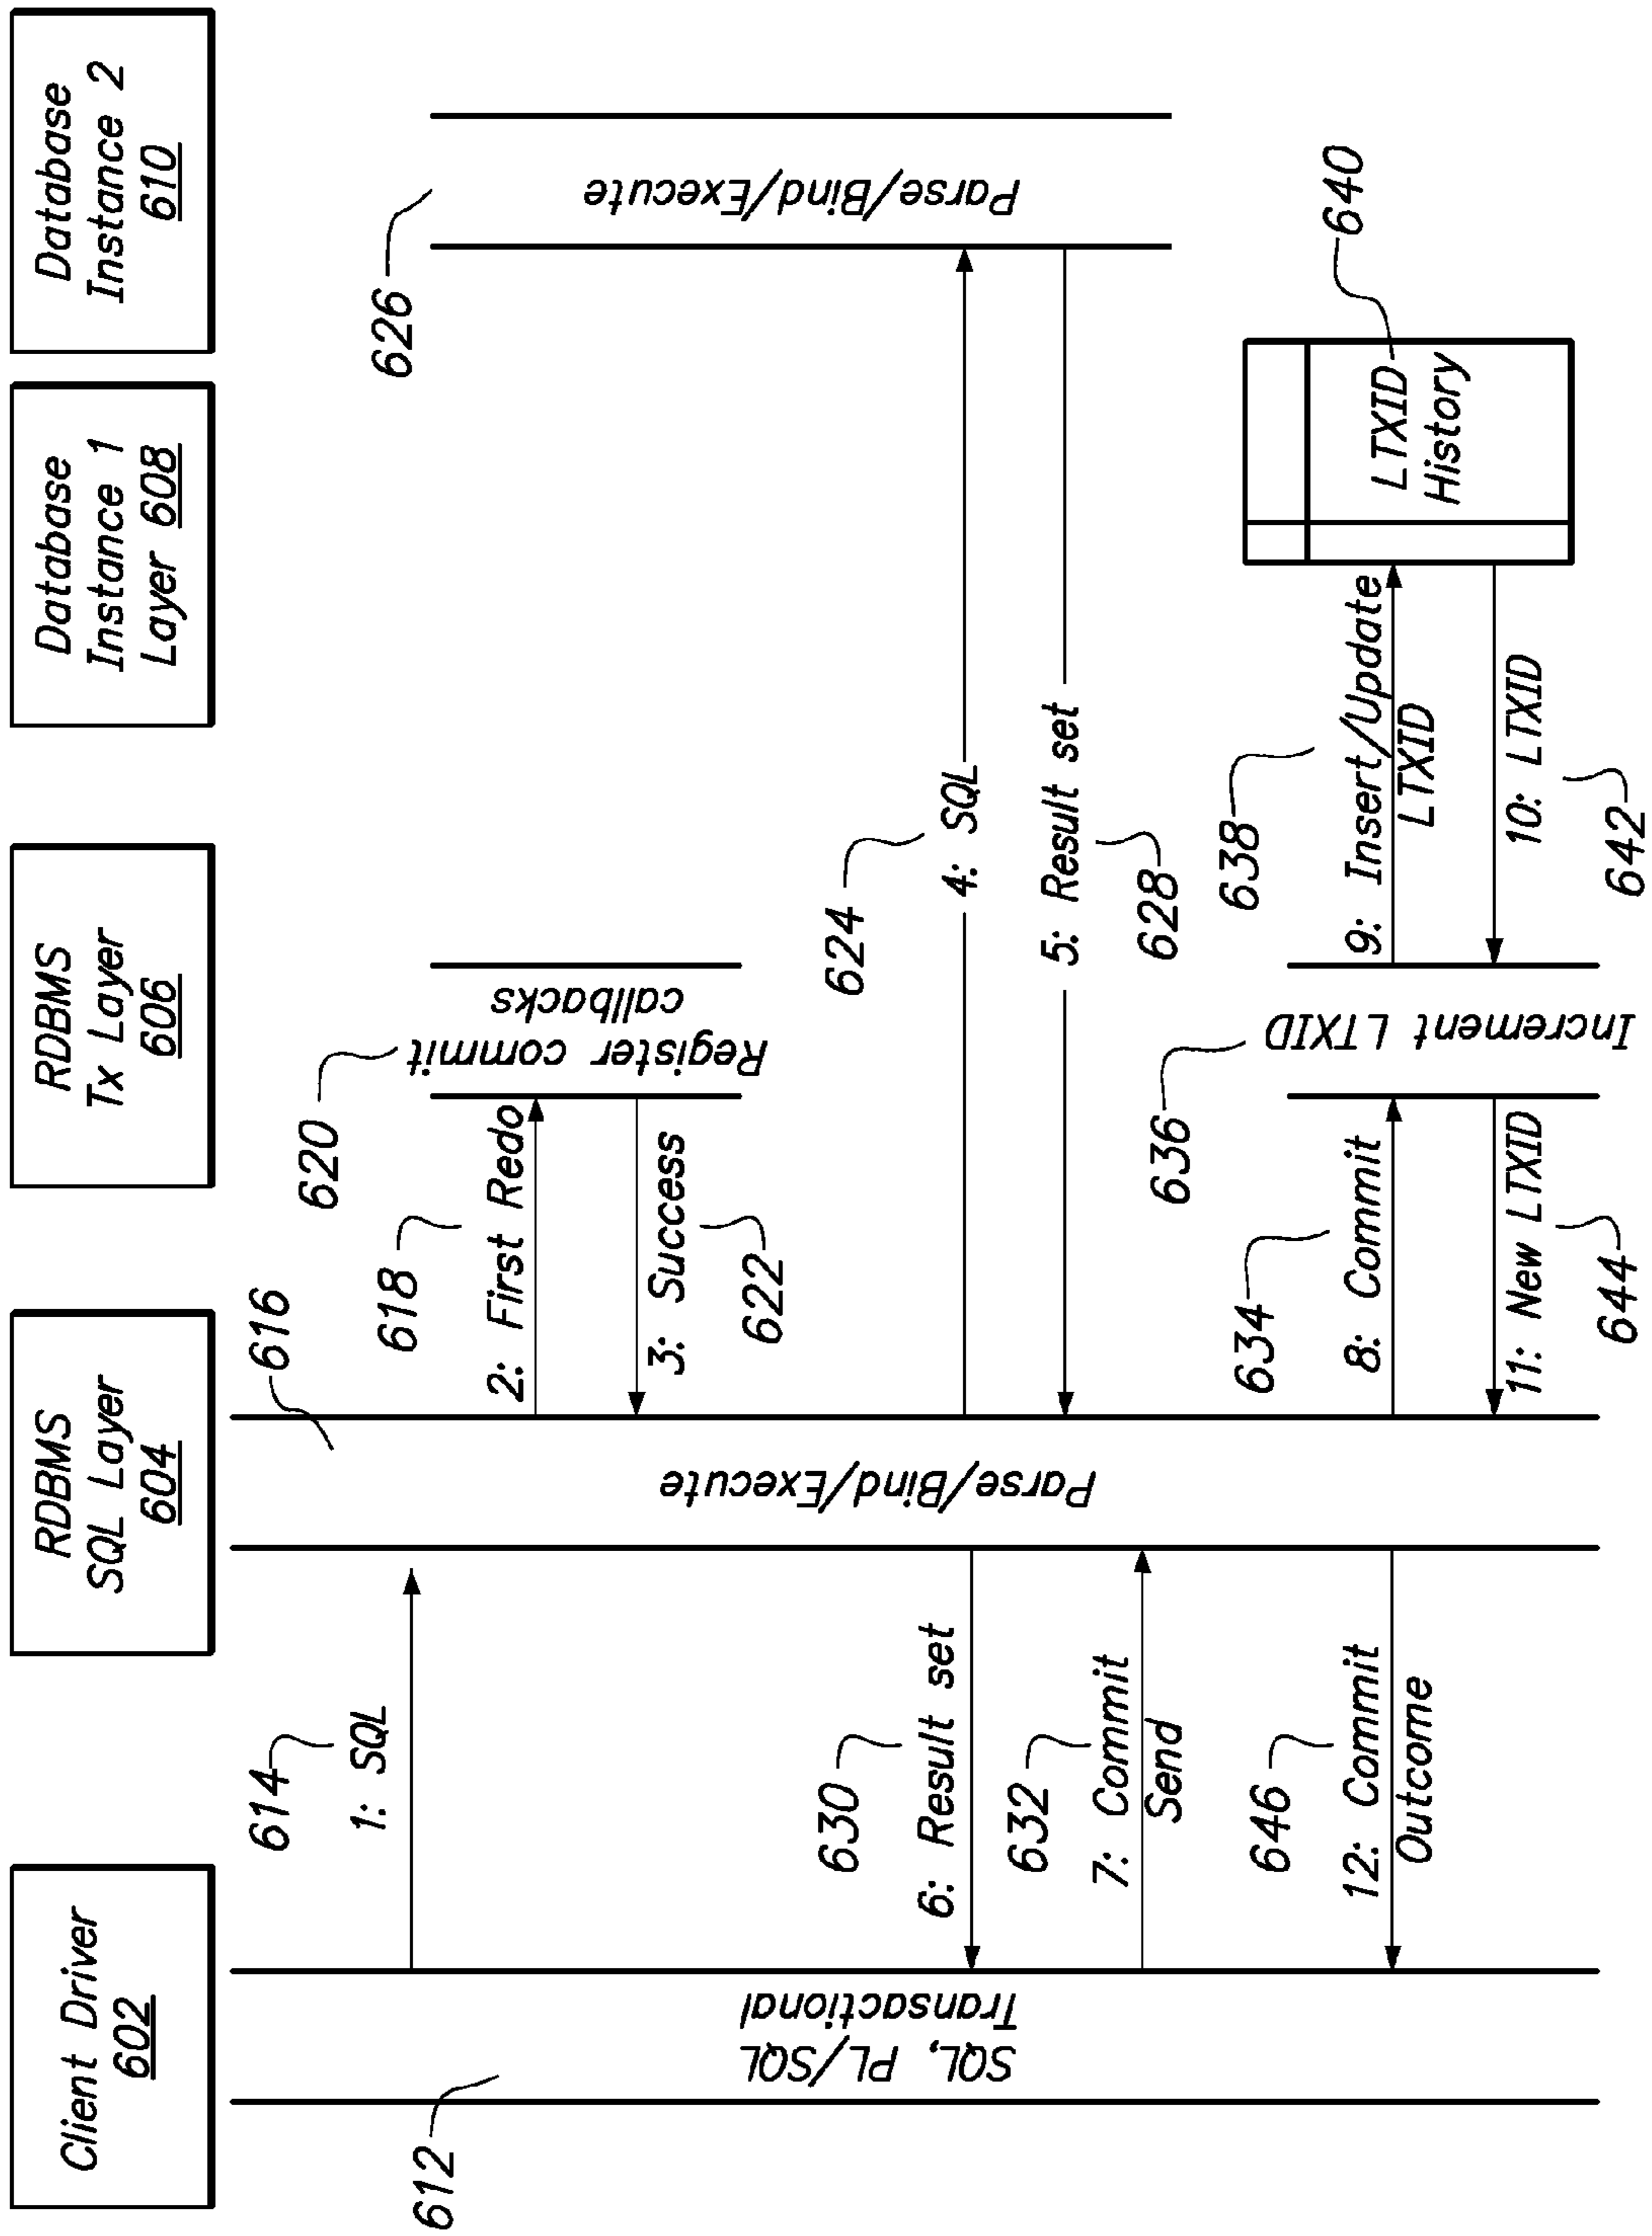 Client Driver
602
RDBMS
SQL Layer
604
RDBMS
Tx Layer
606
Database
Instance 1
Layer 608
Database
Instance 2
610
612
SQL, PL/SQL
Transactional
614
1: SQL
616
Parse/Bind/Execute
618
2: First Redo
620
Register commit
callbacks
3: Success
622
624
4: SQL
626
Parse/Bind/Execute
5: Result set
628
630
6: Result set
632
7: Commit
Send
634
8: Commit
636
Increment LTXID
638
9: Insert/Update
LTXID
640
LTXID
History
10: LTXID
642
11: New LTXID
644
646
12: Commit
Outcome